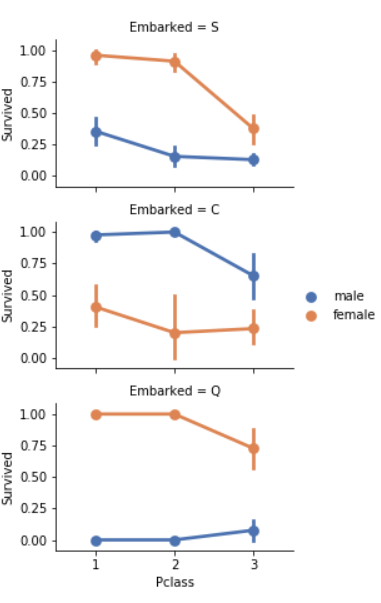 Embarked = S
1.00
0.75
0.50
0.25
0.00
Survived
Embarked = C
1.00
0.75
0.50
0.25
0.00
Survived
male
female
Embarked = Q
1.00
0.75
0.50
0.25
0.00
Survived
1 2 3
Pclass